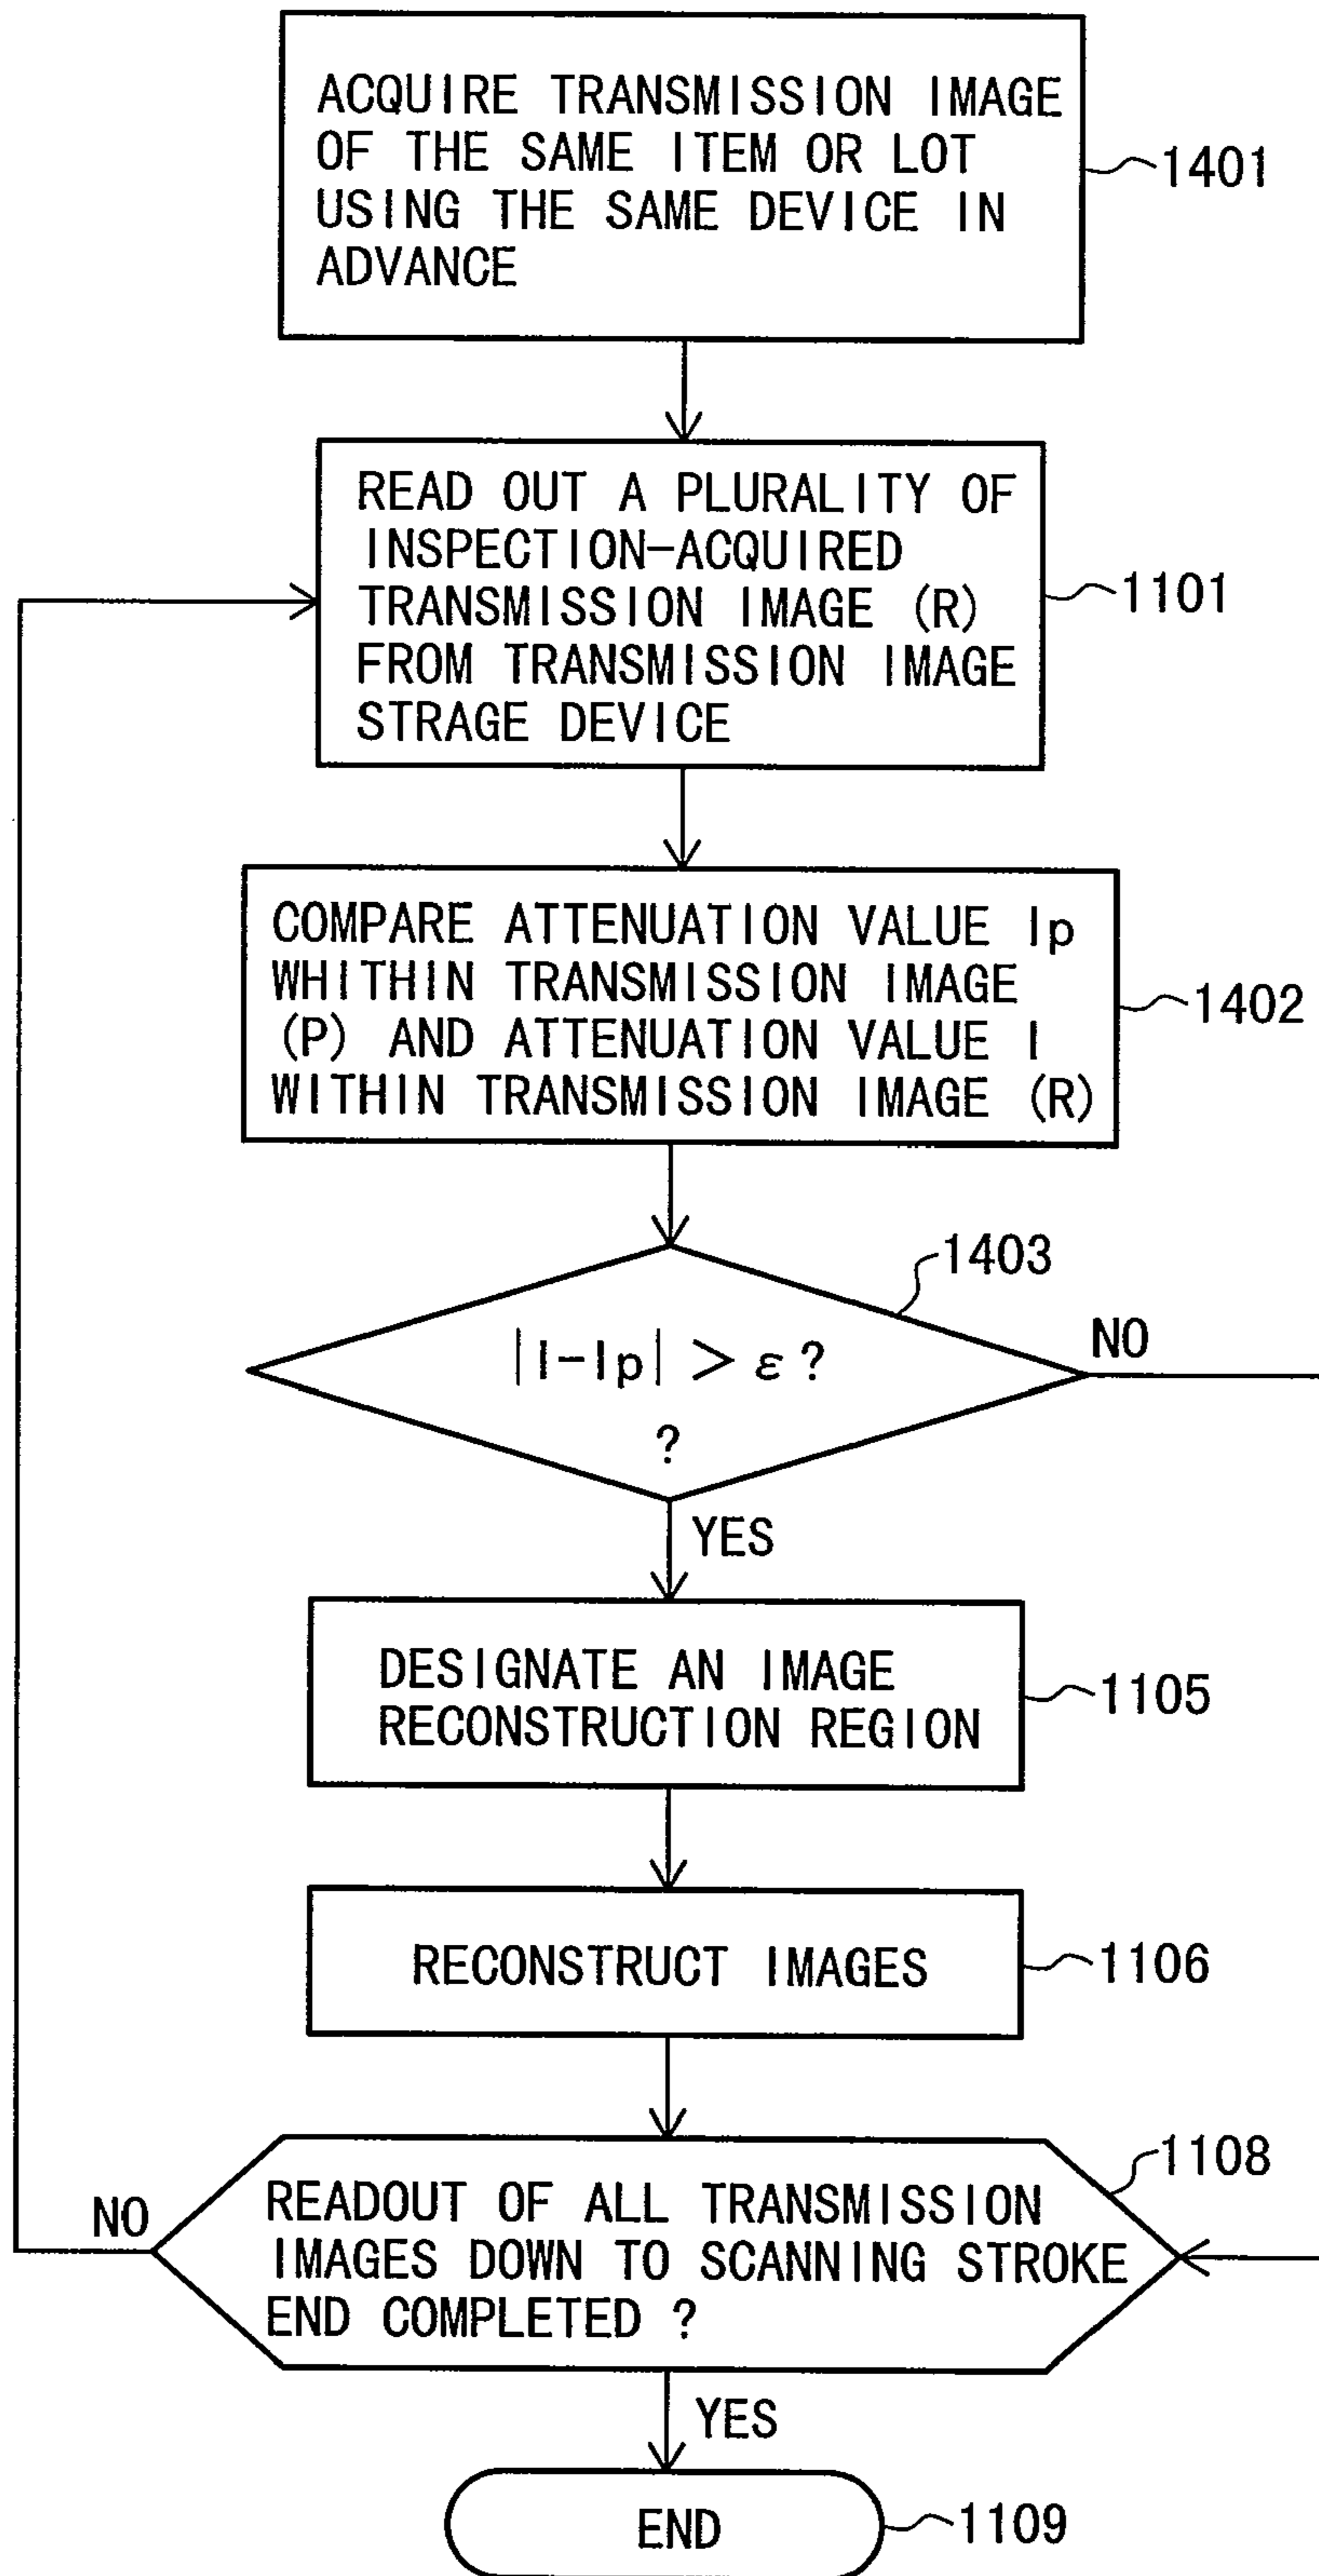 ACQUIRE TRANSMISSION IMAGE
OF THE SAME ITEM OR LOT
USING THE SAME DEVICE IN
ADVANCE
1401
READ OUT A PLURALITY OF
INSPECTION-ACQUIRED
TRANSMISSION IMAGE (R)
FROM TRANSMISSION IMAGE
STRAGE DEVICE
1101
COMPARE ATTENUATION VALUE Ip
WHITHIN TRANSMISSION IMAGE
(P) AND ATTENUATION VALUE I
WITHIN TRANSMISSION IMAGE (R)
1402
1403
|I-Ip| > ε ?
?
NO
YES
DESIGNATE AN IMAGE
RECONSTRUCTION REGION
1105
RECONSTRUCT IMAGES
1106
1108
NO
READOUT OF ALL TRANSMISSION
IMAGES DOWN TO SCANNING STROKE
END COMPLETED ?
YES
END
1109